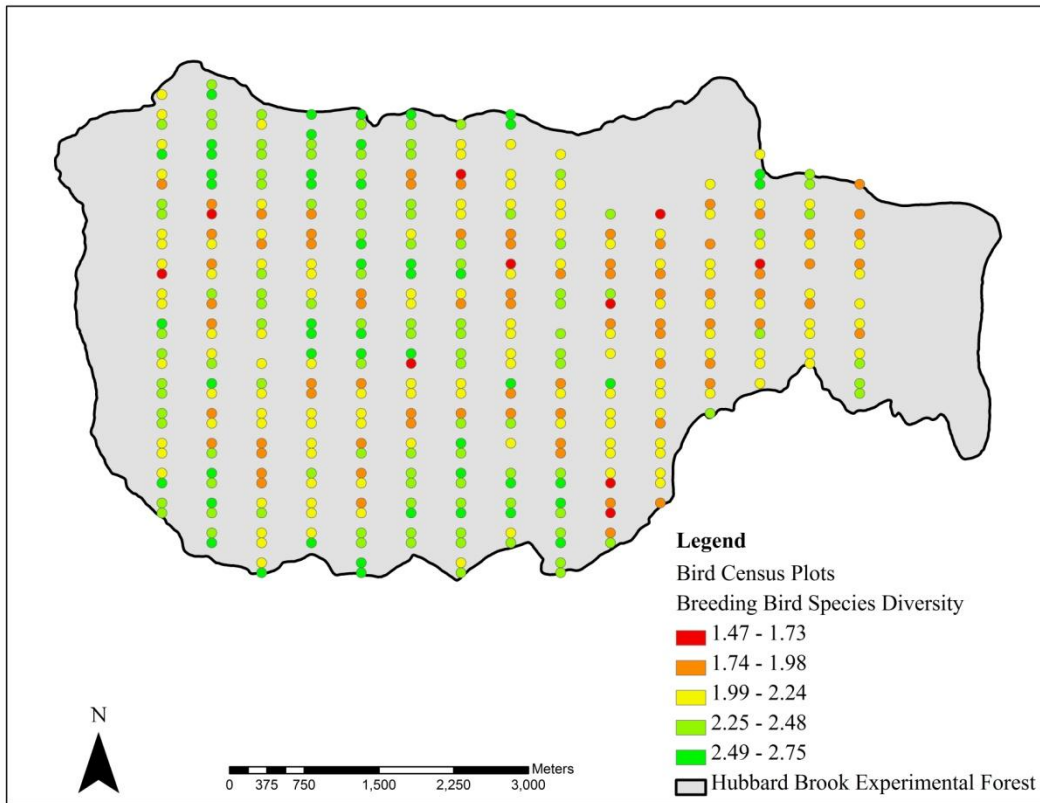 Legend
Bird Census Plots
Breeding Bird Species Diversity
1.47 - 1.73
1.74 - 1.98
1.99 - 2.24
2.25 - 2.48
2.49 - 2.75
Hubbard Brook Experimental Forest
N
Meters
0 375 750 1,500 2,250 3,000